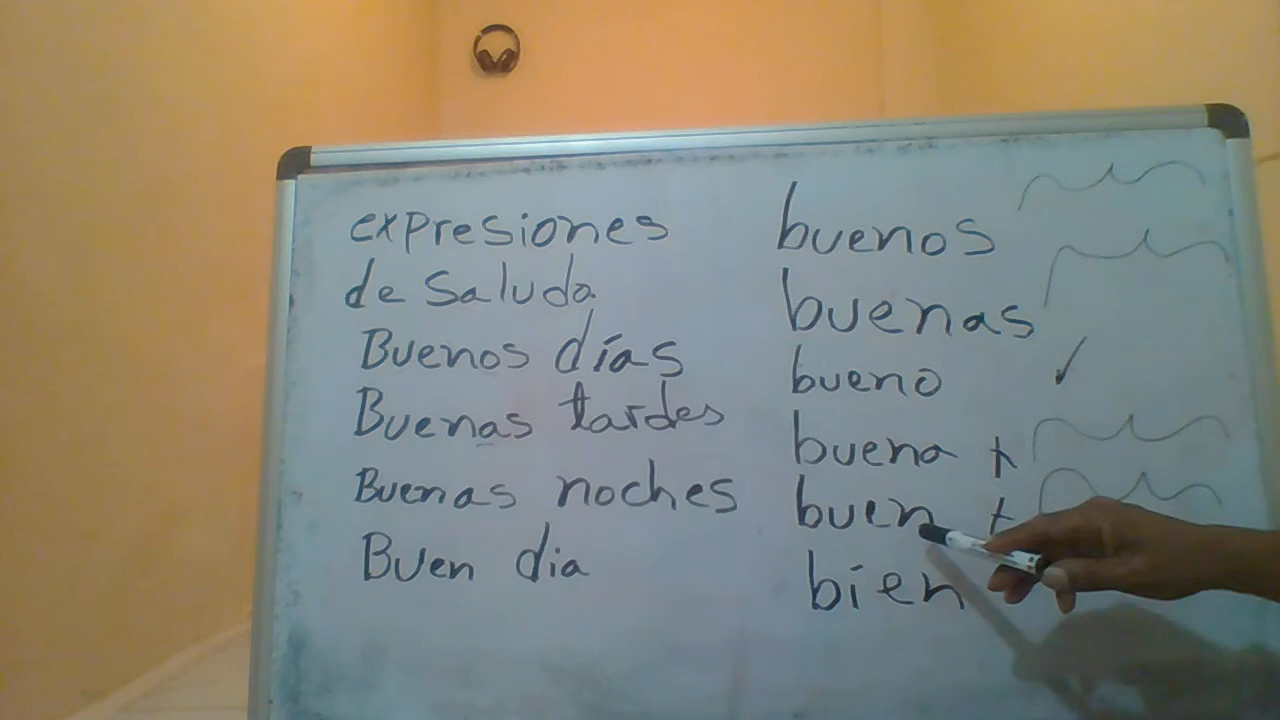 expresiones
de Saluda
Buenos días
Buenas tardes
Buenas noches
Buen dia
buenos
buenas
bueno ✓
buena +
buen +
bien